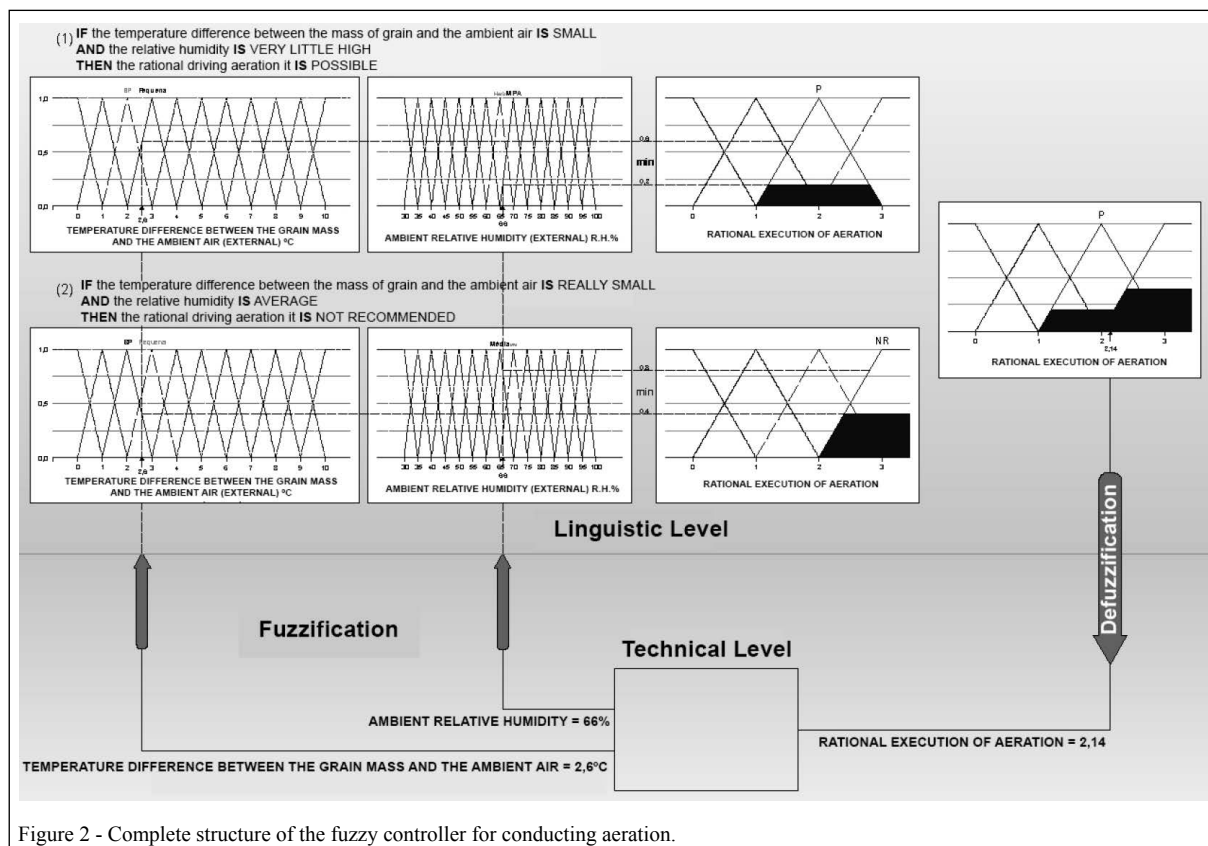 (1) IF the temperature difference between the mass of grain and the ambient air IS SMALL
AND the relative humidity IS VERY LITTLE HIGH
THEN the rational driving aeration it IS POSSIBLE
Pequena
1,0
0,5
0,0
0 1 2 3 4 5 6 7 8 9 10
2,6
TEMPERATURE DIFFERENCE BETWEEN THE GRAIN MASS
AND THE AMBIENT AIR (EXTERNAL) ºC
MPA
30 35 40 45 50 55 60 65 70 75 80 85 90 95 100
66
AMBIENT RELATIVE HUMIDITY (EXTERNAL) R.H.%
min
0,2
P
0 1 2 3
RATIONAL EXECUTION OF AERATION
(2) IF the temperature difference between the mass of grain and the ambient air IS REALLY SMALL
AND the relative humidity IS AVERAGE
THEN the rational driving aeration it IS NOT RECOMMENDED
Pequena
1,0
0,5
0,0
0 1 2 3 4 5 6 7 8 9 10
2,6
TEMPERATURE DIFFERENCE BETWEEN THE GRAIN MASS
AND THE AMBIENT AIR (EXTERNAL) ºC
Média
30 35 40 45 50 55 60 65 70 75 80 85 90 95 100
66
AMBIENT RELATIVE HUMIDITY (EXTERNAL) R.H.%
min
0,4
NR
0 1 2 3
RATIONAL EXECUTION OF AERATION
P
0 1 2 3
2,14
RATIONAL EXECUTION OF AERATION
Linguistic Level
Defuzzification
Fuzzification
Technical Level
AMBIENT RELATIVE HUMIDITY = 66%
RATIONAL EXECUTION OF AERATION = 2,14
TEMPERATURE DIFFERENCE BETWEEN THE GRAIN MASS AND THE AMBIENT AIR = 2,6ºC
Figure 2 - Complete structure of the fuzzy controller for conducting aeration.